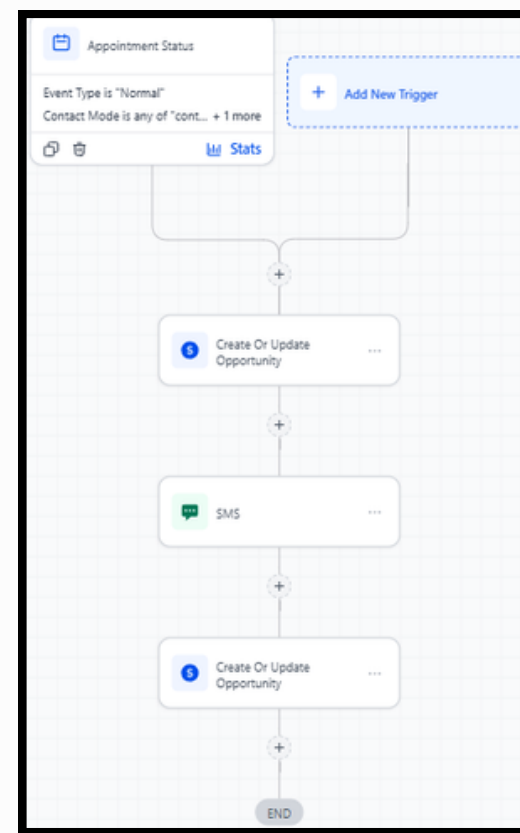 Appointment Status
Event Type is "Normal"
Contact Mode is any of "cont... + 1 more
Stats
Add New Trigger
Create Or Update
Opportunity
SMS
Create Or Update
Opportunity
END